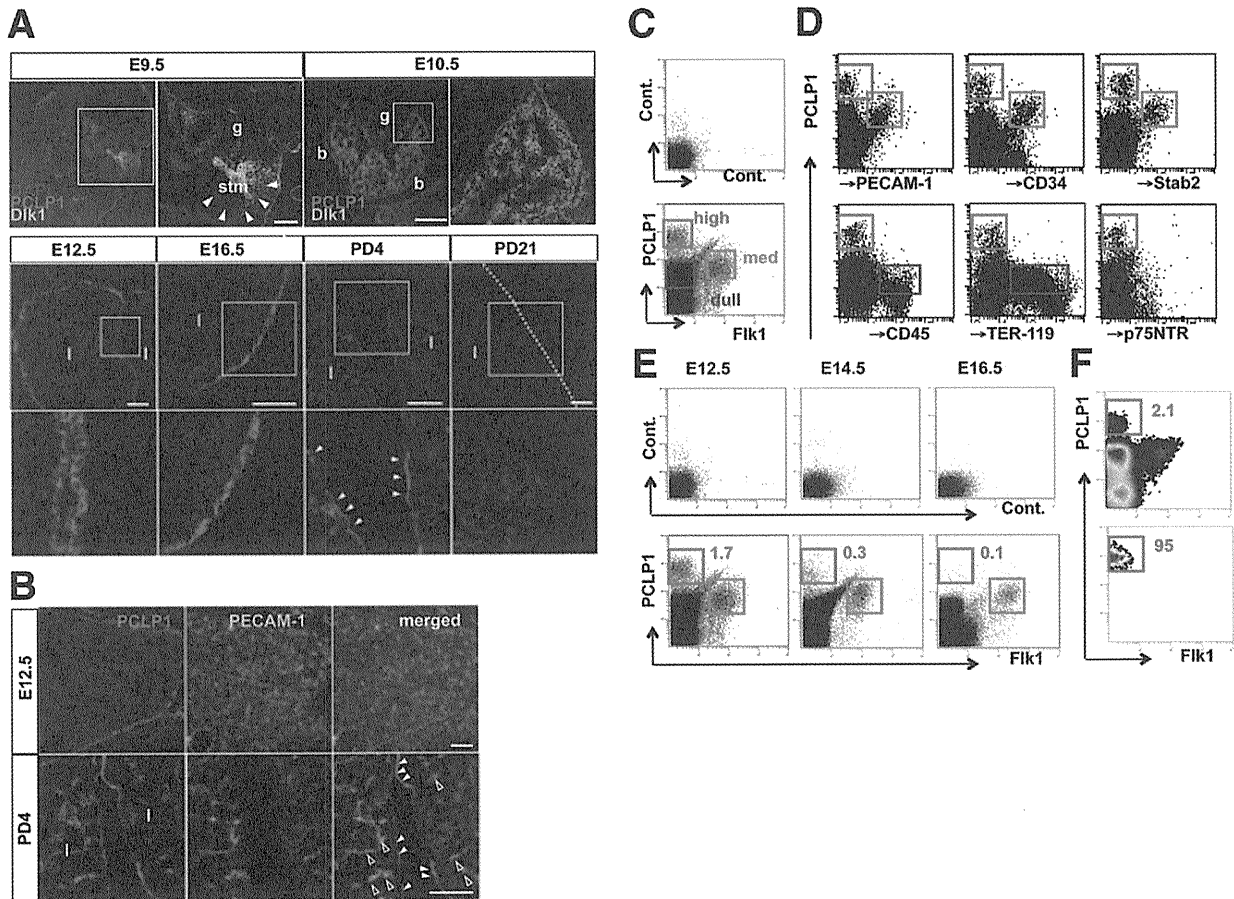 A
E9.5
E10.5
g
stm
PCLP1
Dlk1
g
b
b
PCLP1
Dlk1
E12.5
E16.5
PD4
PD21
l
l
l
l
l
l
B
PCLP1
PECAM-1
merged
E12.5
PD4
l
l
C
Cont.
Cont.
PCLP1
high
med
dull
Flk1
D
PCLP1
→PECAM-1
→CD34
→Stab2
→CD45
→TER-119
→p75NTR
E
E12.5
E14.5
E16.5
Cont.
Cont.
PCLP1
1.7
0.3
0.1
Flk1
F
PCLP1
2.1
95
Flk1